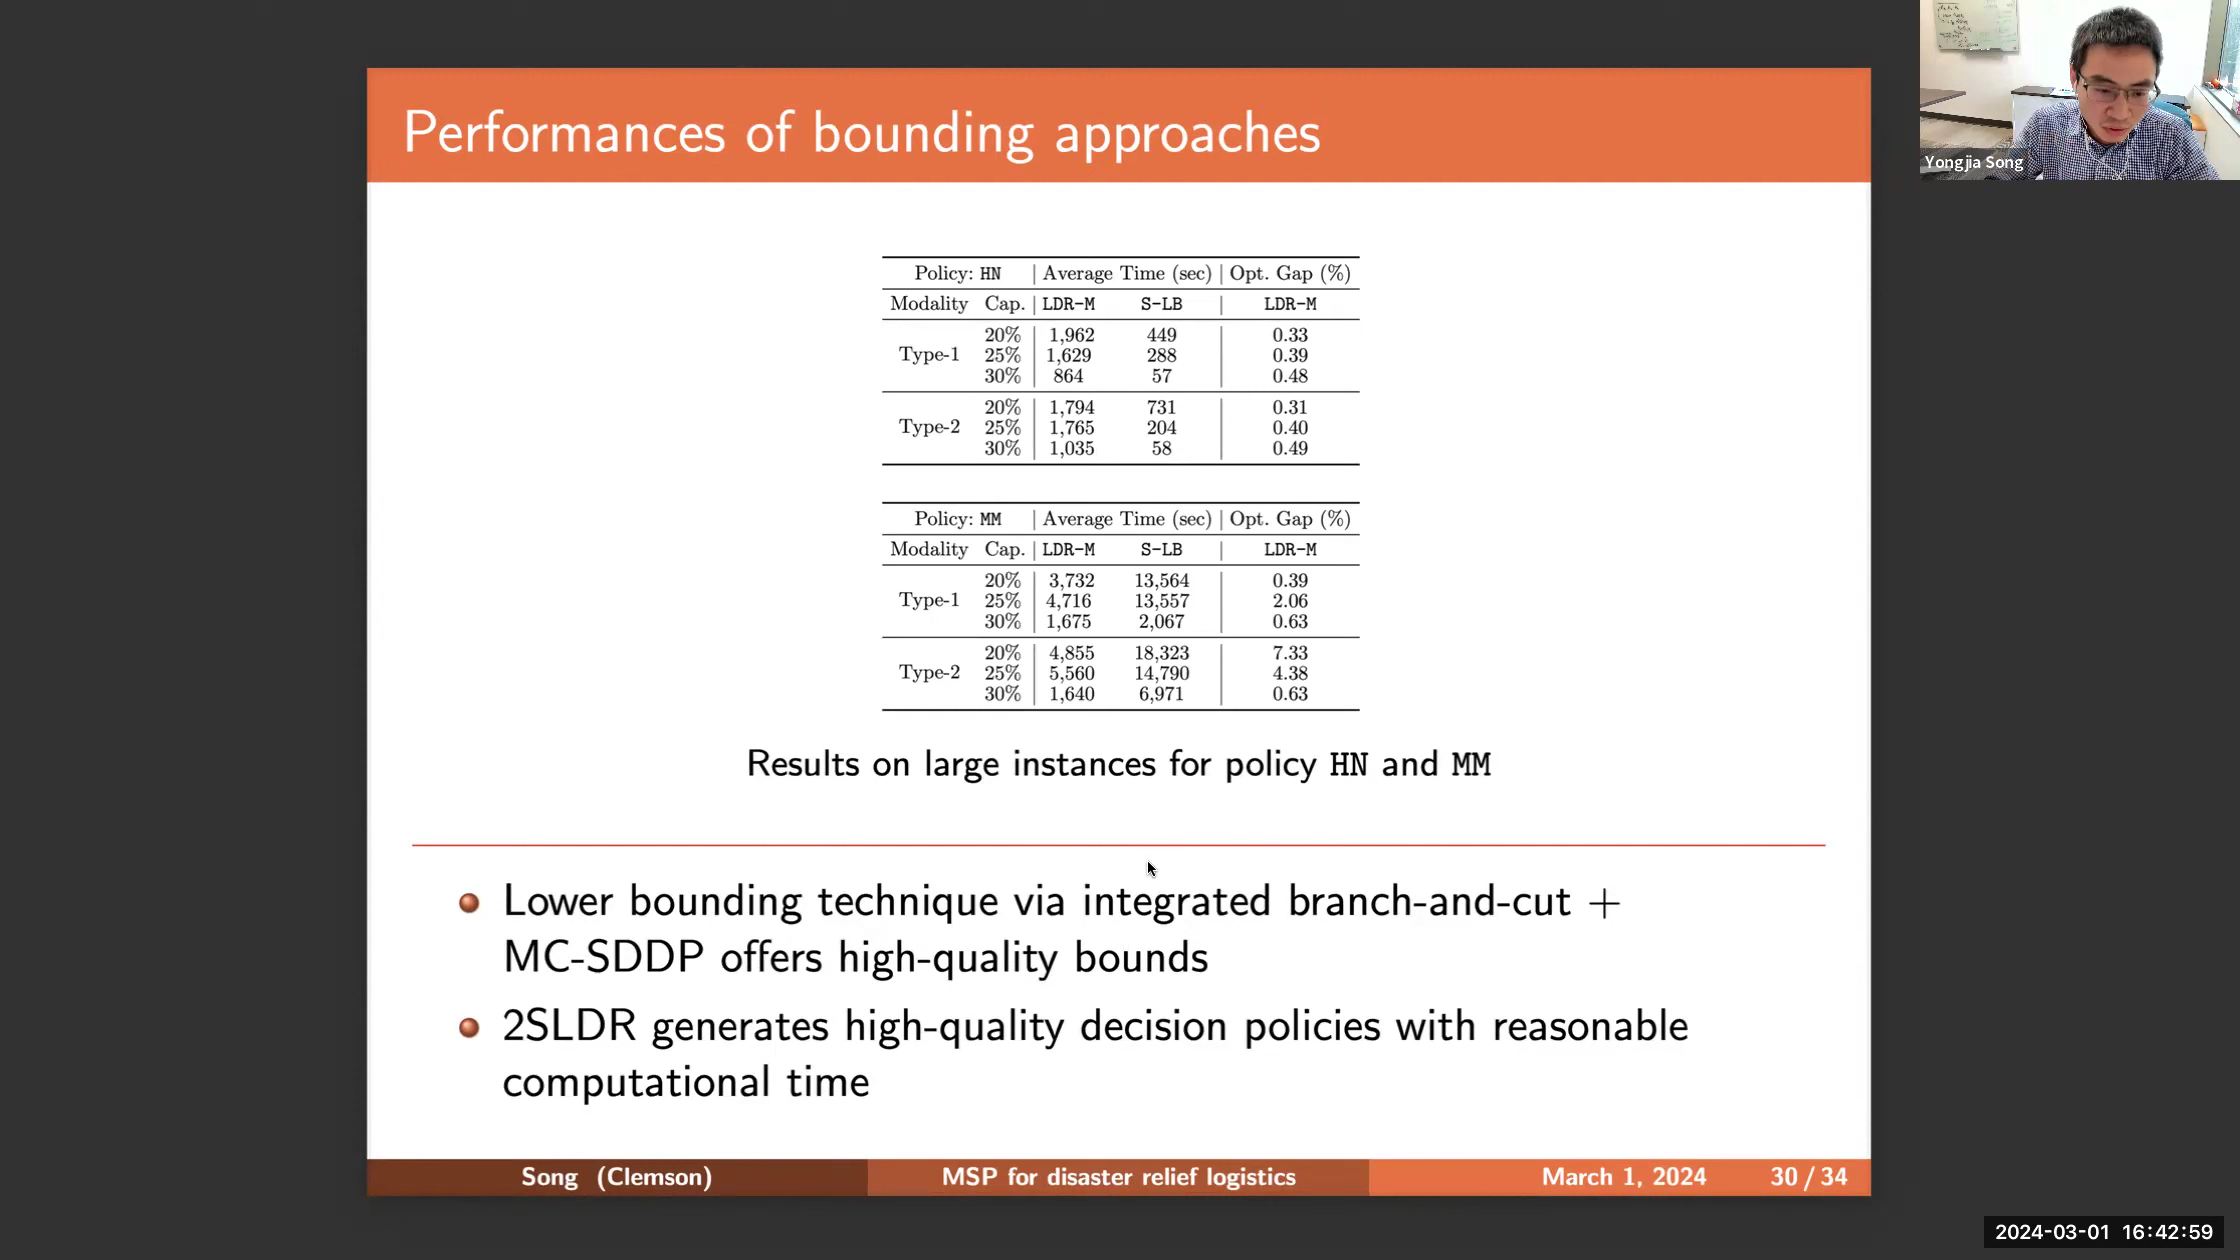 Performances of bounding approaches
Policy: HN | Average Time (sec) | Opt. Gap (%)
Modality Cap. | LDR-M S-LB | LDR-M
20% 1,962 449 0.33
Type-1 25% 1,629 288 0.39
30% 864 57 0.48
20% 1,794 731 0.31
Type-2 25% 1,765 204 0.40
30% 1,035 58 0.49
Policy: MM | Average Time (sec) | Opt. Gap (%)
Modality Cap. | LDR-M S-LB | LDR-M
20% 3,732 13,564 0.39
Type-1 25% 4,716 13,557 2.06
30% 1,675 2,067 0.63
20% 4,855 18,323 7.33
Type-2 25% 5,560 14,790 4.38
30% 1,640 6,971 0.63
Results on large instances for policy HN and MM
Lower bounding technique via integrated branch-and-cut +
MC-SDDP offers high-quality bounds
2SLDR generates high-quality decision policies with reasonable
computational time
Song (Clemson) MSP for disaster relief logistics March 1, 2024 30 / 34
Yongjia Song
2024-03-01 16:42:59